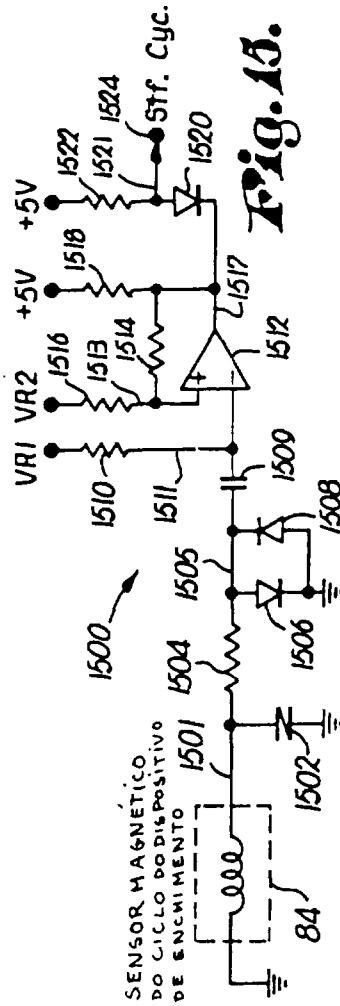 SENSOR MAGNÉTICO
DO CICLO DO DISPOSITIVO
DE ENCHIMENTO
84
1500
1501
1502
1504
1505
1506
1508
1509
VR1
1510
1511
VR2
1516
1513
1514
1512
+5V
1518
1517
+5V
1522
1521
1524
Stf. Cyc.
1520
Fig. 15.